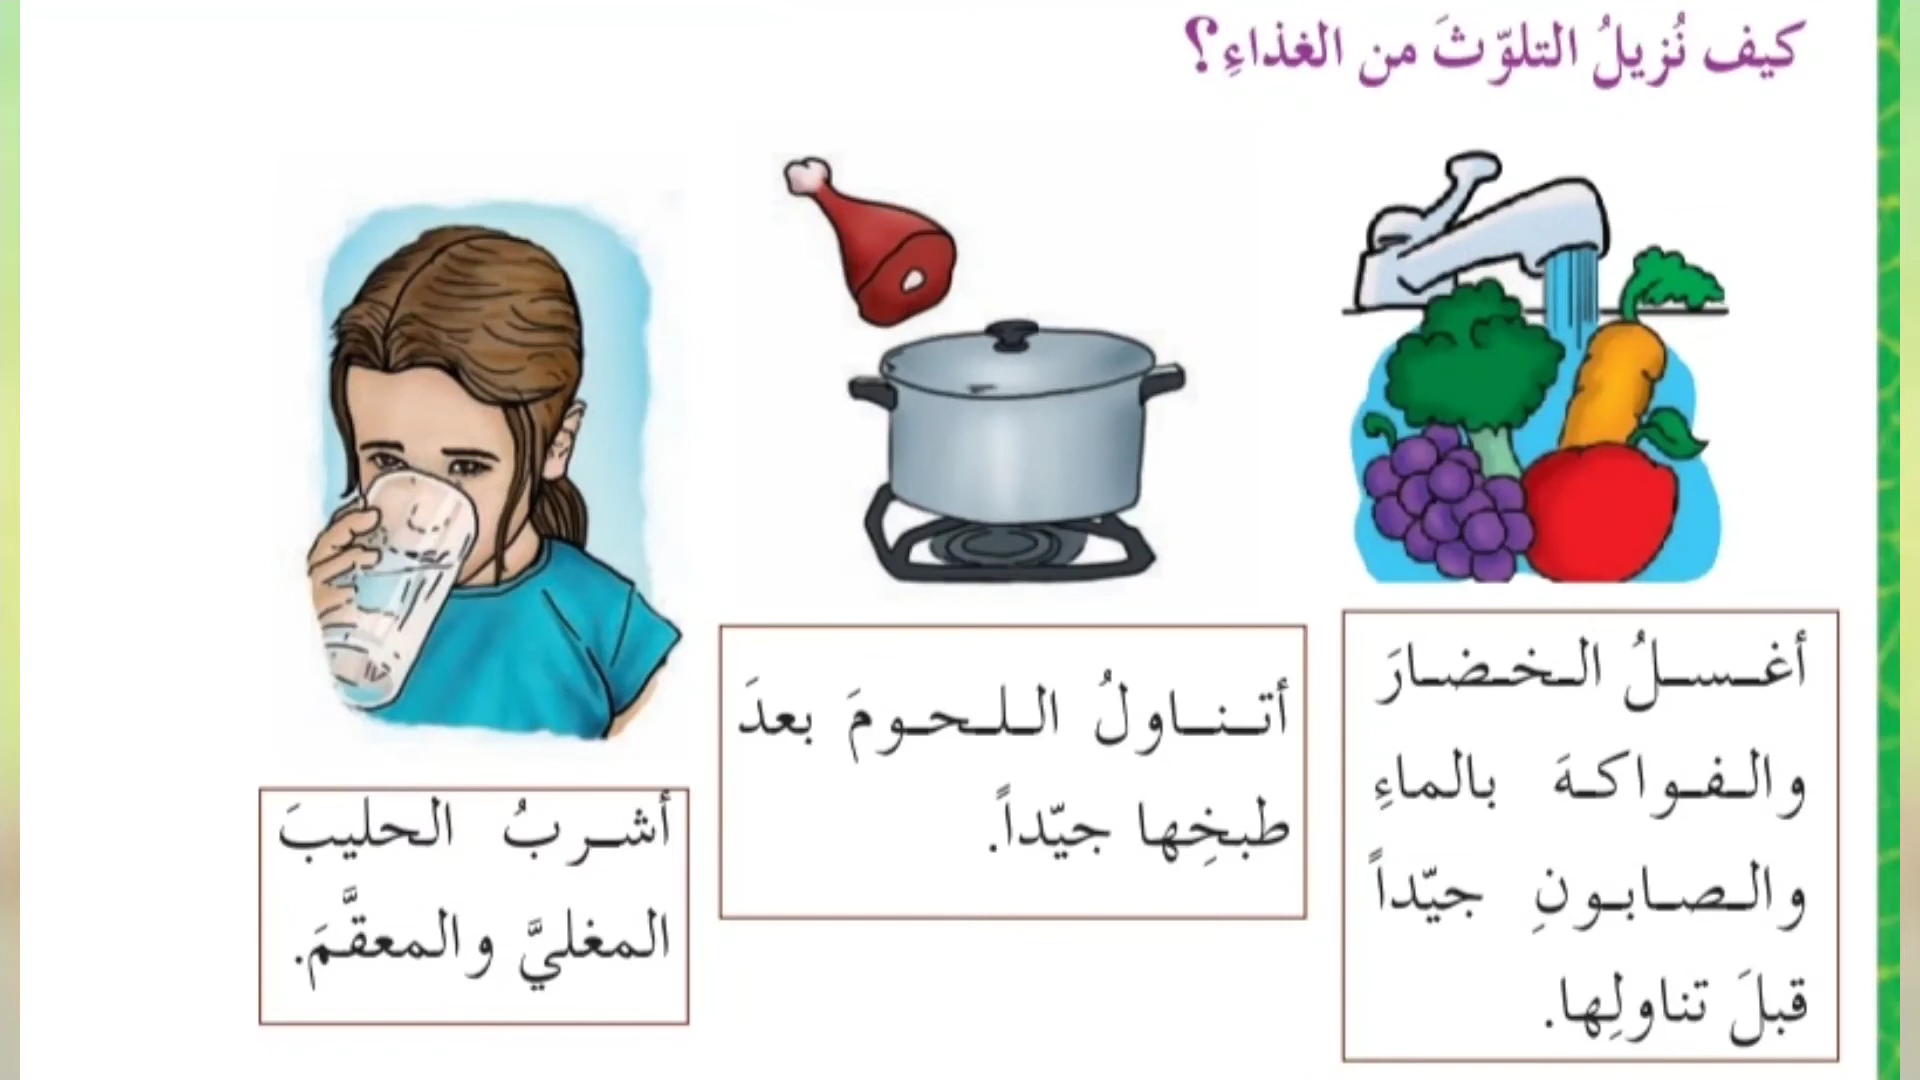 كيف نُزيلُ التلوّثَ من الغذاءِ؟
أغسلُ الخضارَ
والفواكهَ بالماءِ
والصابونِ جيّداً
قبلَ تناولِها.
أتناولُ اللحومَ بعدَ
طبخِها جيّداً.
أشربُ الحليبَ
المغليَّ والمعقَّمَ.